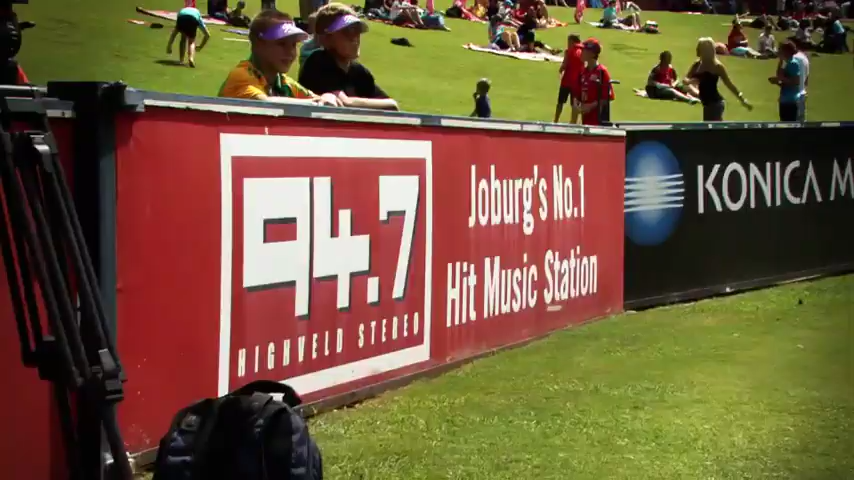 94.7
HIGHVELD STEREO
Joburg's No.1
Hit Music Station
KONICA M